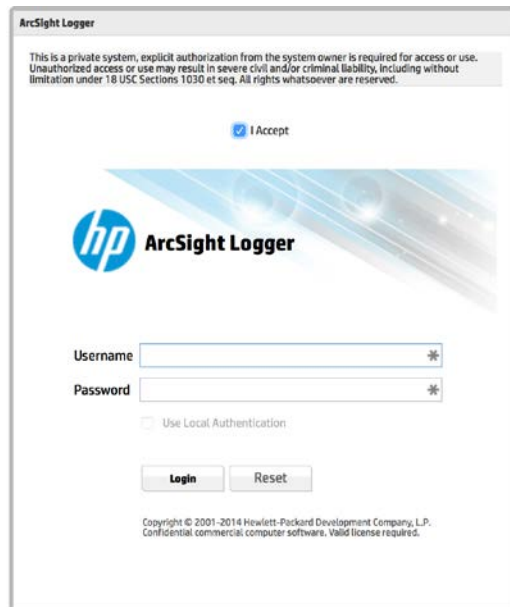 ArcSight Logger
This is a private system, explicit authorization from the system owner is required for access or use.
Unauthorized access or use may result in severe civil and/or criminal liability, including without
limitation under 18 USC Sections 1030 et seq. All rights whatsoever are reserved.
I Accept
hp ArcSight Logger
Username
Password
Use Local Authentication
Login Reset
Copyright © 2001-2014 Hewlett-Packard Development Company, L.P.
Confidential commercial computer software. Valid license required.